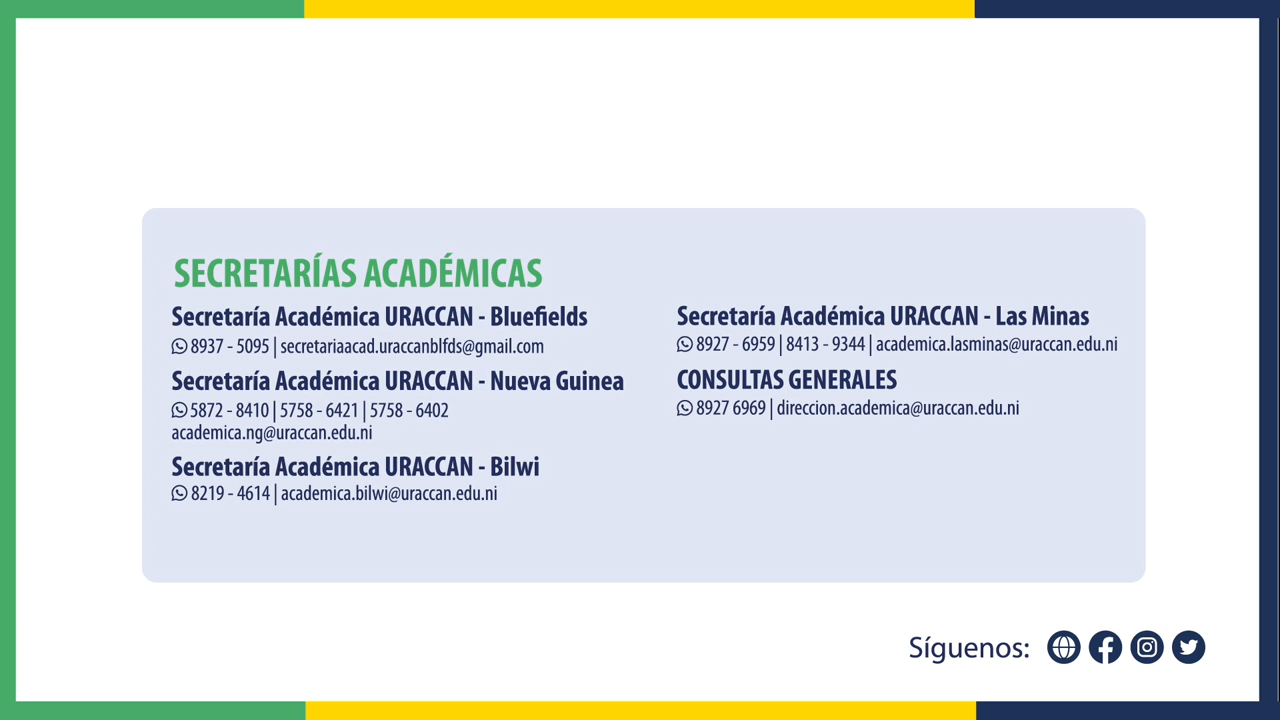 SECRETARÍAS ACADÉMICAS
Secretaría Académica URACCAN - Bluefields
8937 - 5095 | secretariaacad.uraccanblfds@gmail.com
Secretaría Académica URACCAN - Nueva Guinea
5872 - 8410 | 5758 - 6421 | 5758 - 6402
academica.ng@uraccan.edu.ni
Secretaría Académica URACCAN - Bilwi
8219 - 4614 | academica.bilwi@uraccan.edu.ni
Secretaría Académica URACCAN - Las Minas
8927 - 6959 | 8413 - 9344 | academica.lasminas@uraccan.edu.ni
CONSULTAS GENERALES
8927 6969 | direccion.academica@uraccan.edu.ni
Síguenos: